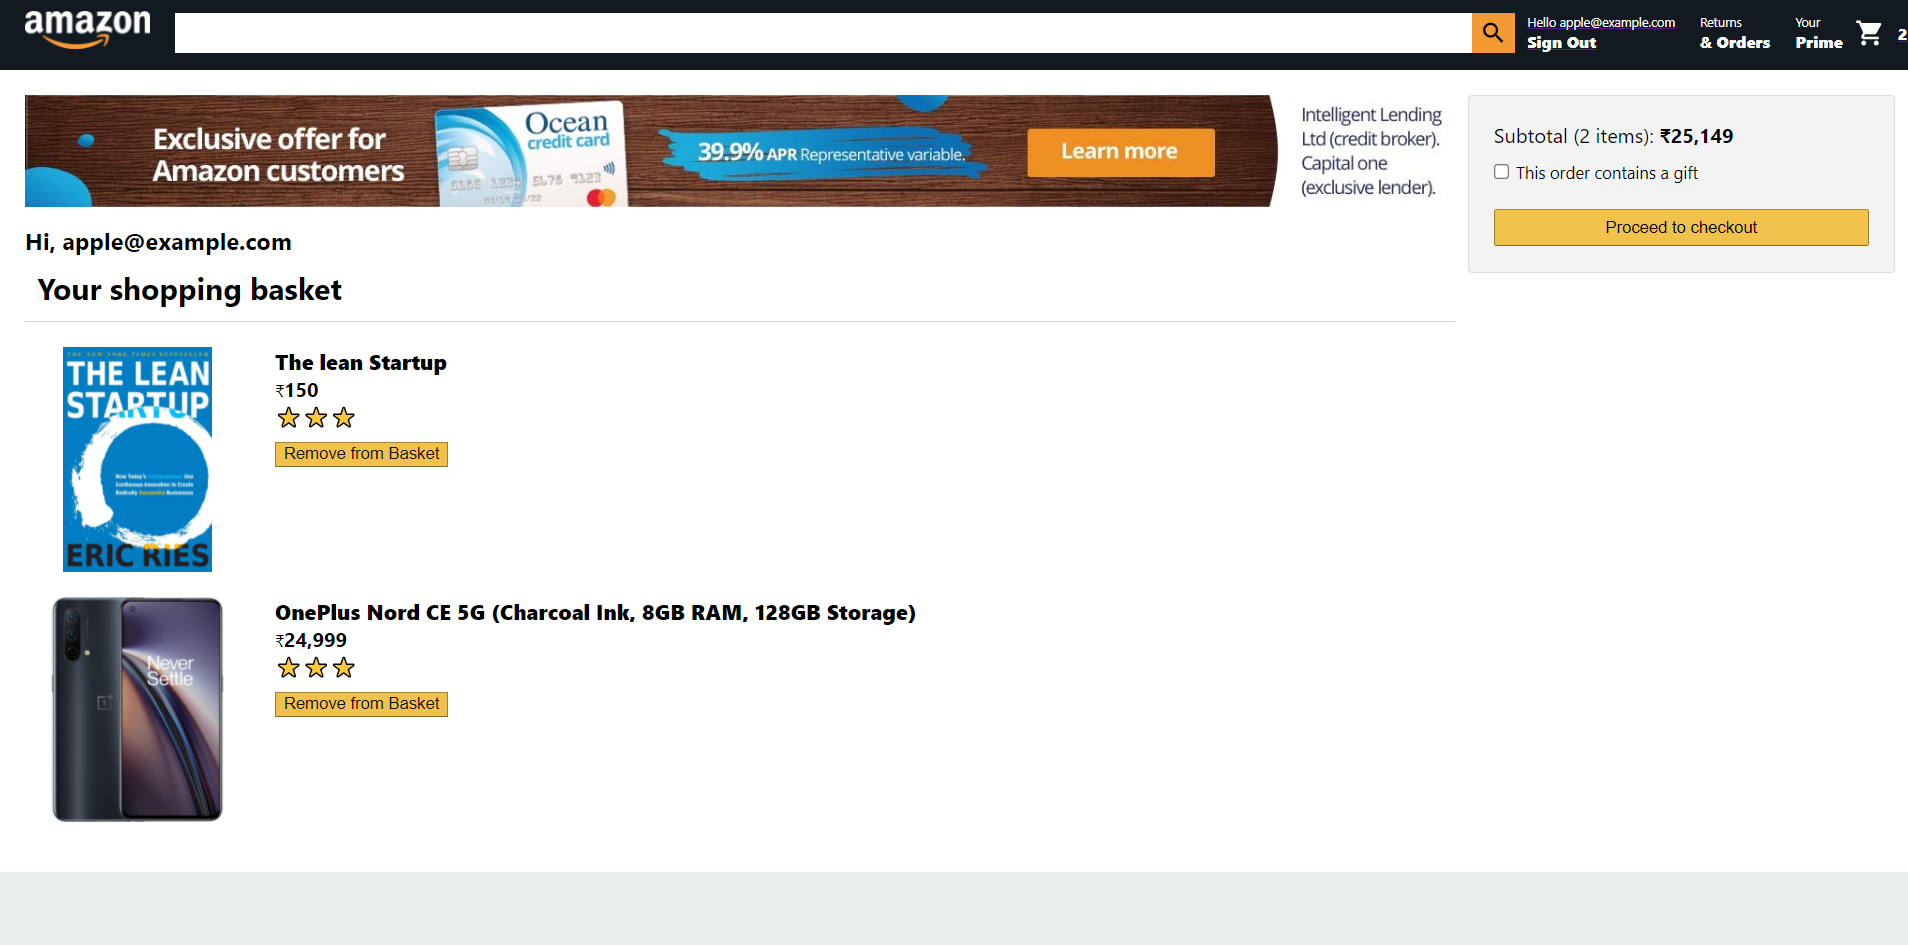 amazon
Hello apple@example.com
Sign Out
Returns
& Orders
Your
Prime
2
Exclusive offer for
Amazon customers
Ocean
credit card
39.9% APR Representative variable.
Learn more
Intelligent Lending
Ltd (credit broker).
Capital one
(exclusive lender).
Subtotal (2 items): ₹25,149
This order contains a gift
Proceed to checkout
Hi, apple@example.com
Your shopping basket
THE NEW YORK TIMES BESTSELLER
THE LEAN
STARTUP
How Today's Entrepreneurs Use
Continuous Innovation to Create
Radically Successful Businesses
ERIC RIES
The lean Startup
₹150
Remove from Basket
Never
Settle
OnePlus Nord CE 5G (Charcoal Ink, 8GB RAM, 128GB Storage)
₹24,999
Remove from Basket